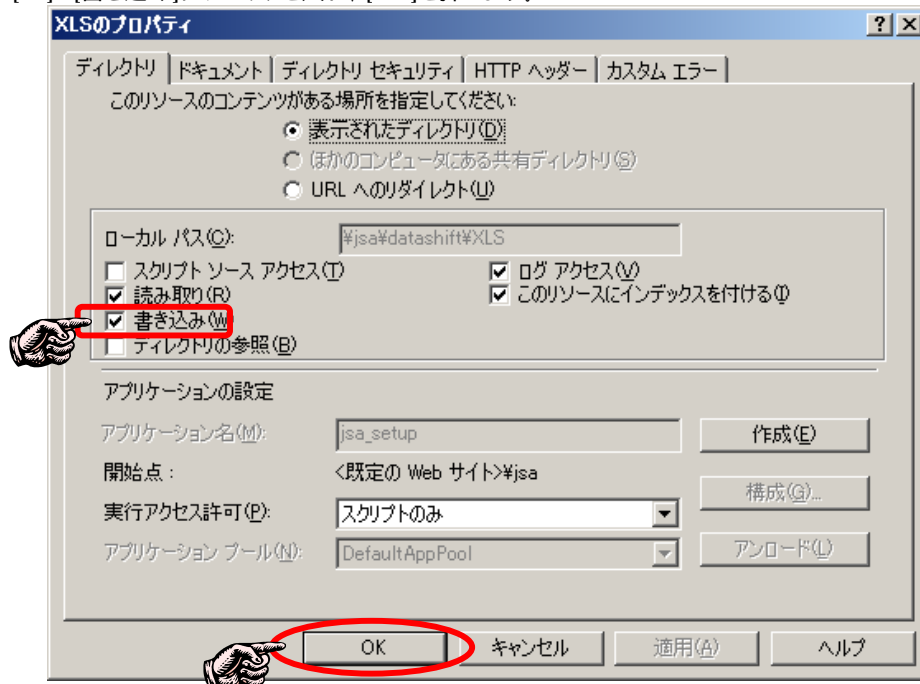 XLSのプロパティ
ディレクトリ ドキュメント ディレクトリ セキュリティ HTTP ヘッダー カスタム エラー
このリソースのコンテンツがある場所を指定してください:
表示されたディレクトリ(D)
ほかのコンピュータにある共有ディレクトリ(S)
URL へのリダイレクト(U)
ローカル パス(C): ¥jsa¥datashift¥XLS
スクリプト ソース アクセス(T) ログ アクセス(V)
読み取り(R) このリソースにインデックスを付ける(I)
書き込み(W)
ディレクトリの参照(B)
アプリケーションの設定
アプリケーション名(M): jsa_setup 作成(E)
開始点: <既定の Web サイト>¥jsa
構成(G)...
実行アクセス許可(P): スクリプトのみ
アプリケーション プール(N): DefaultAppPool アンロード(L)
OK キャンセル 適用(A) ヘルプ